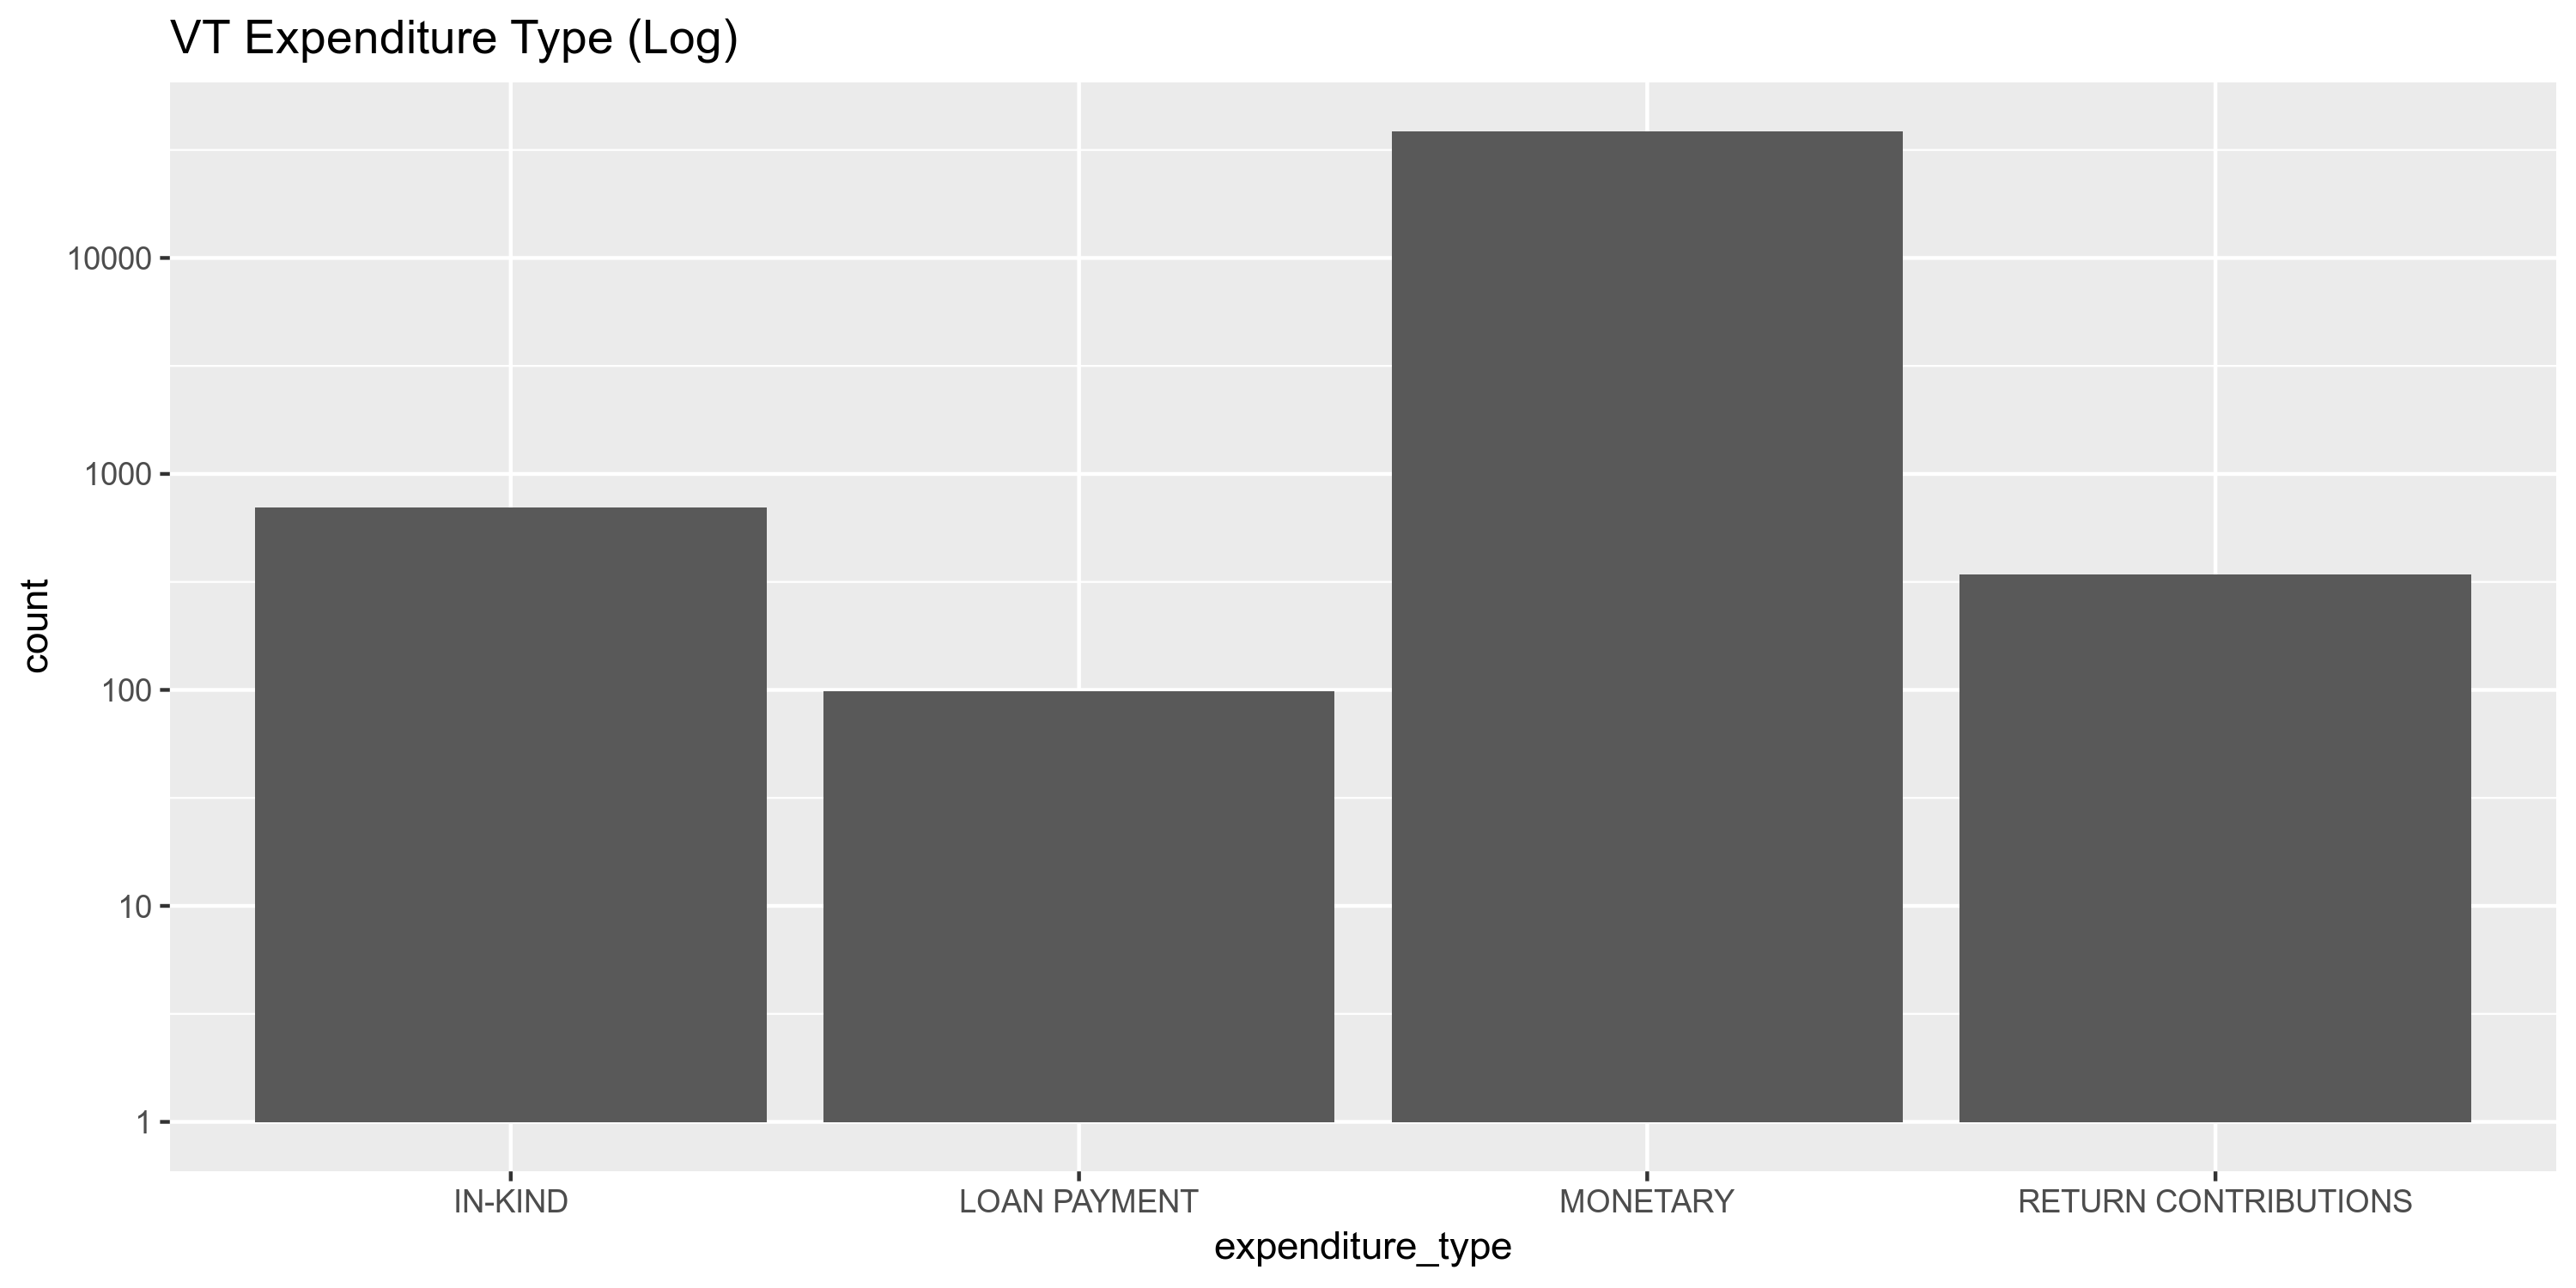 VT Expenditure Type (Log)
count
10000
1000
100
10
1
IN-KIND
LOAN PAYMENT
MONETARY
RETURN CONTRIBUTIONS
expenditure_type